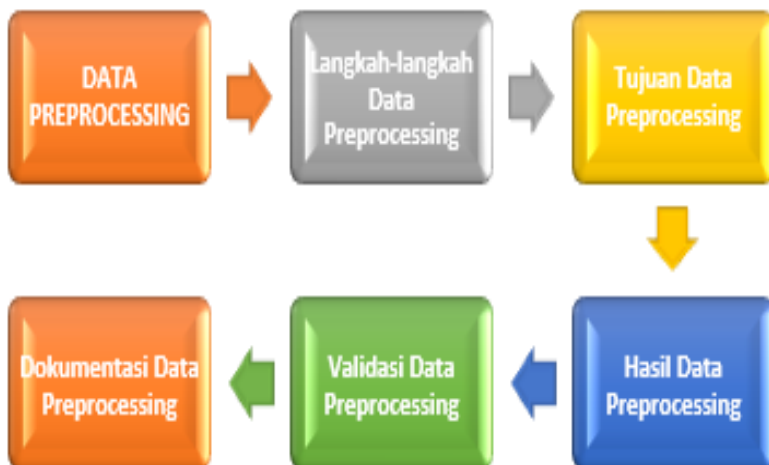 DATA
PREPROCESSING
Langkah-langkah
Data
Preprocessing
Tujuan Data
Preprocessing
Hasil Data
Preprocessing
Validasi Data
Preprocessing
Dokumentasi Data
Preprocessing